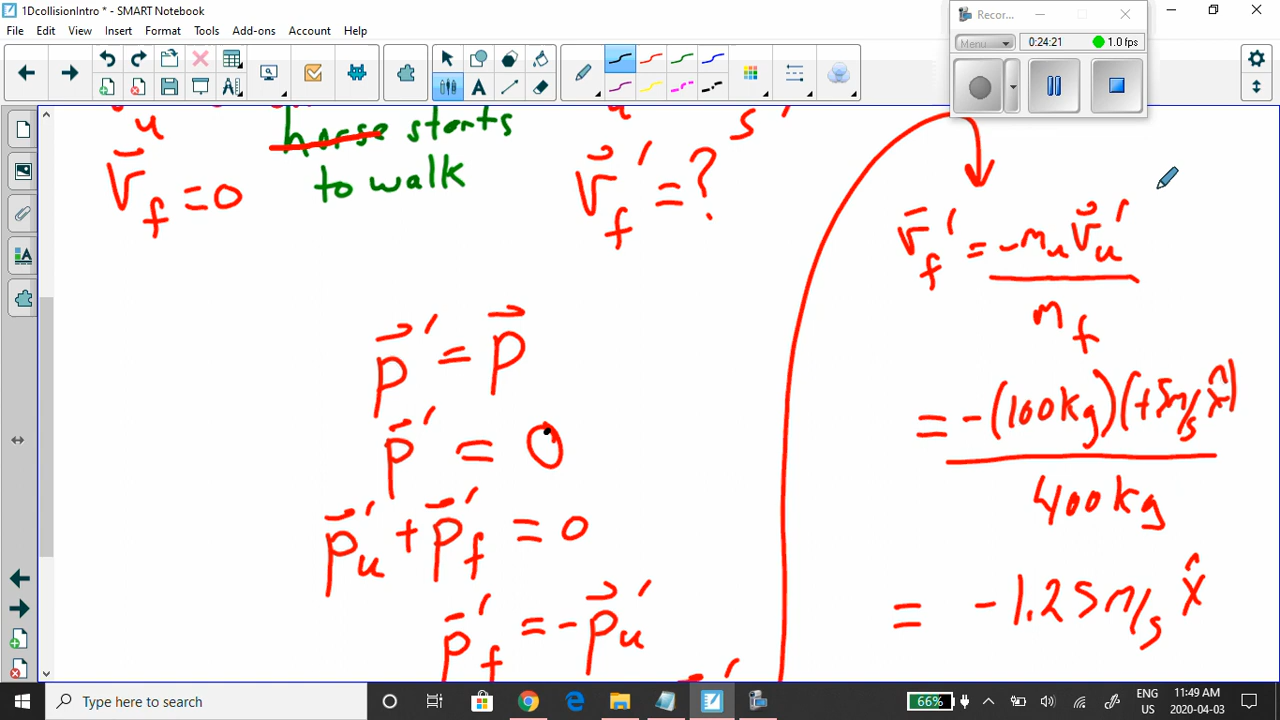 1DcollisionIntro * - SMART Notebook
Recor...
File Edit View Insert Format Tools Add-ons Account Help
Menu 0:24:21 1.0 fps
u horse starts u s
v⃗f = 0 to walk v⃗f' = ?
v⃗f' = -mu v⃗u'
mf
p⃗' = p⃗
= -(100kg)(+5m/s x̂)
400kg
p⃗' = 0
p⃗u' + p⃗f' = 0
= -1.25m/s x̂
p⃗f' = -p⃗u'
Type here to search
66%
ENG
US
11:49 AM
2020-04-03